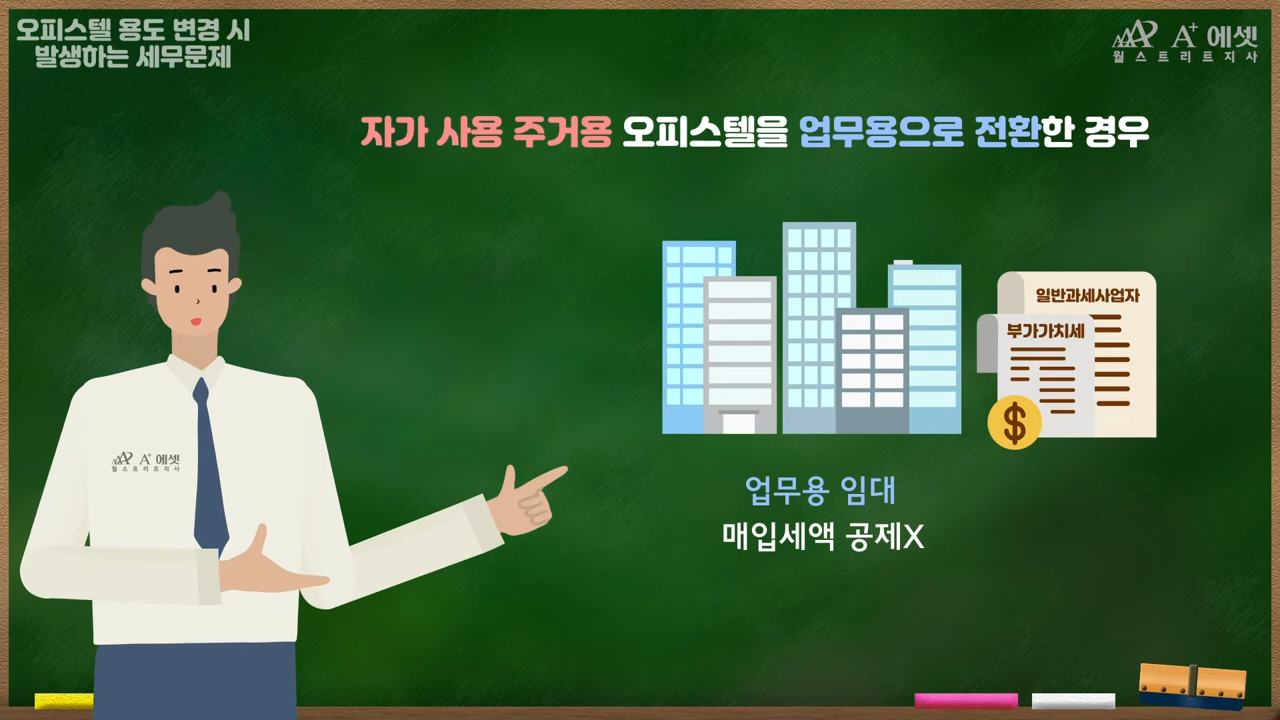 오피스텔 용도 변경 시
발생하는 세무문제
A+ 에셋
월스트리트지사
자가 사용 주거용 오피스텔을 업무용으로 전환한 경우
일반과세사업자
부가가치세
$
A+ 에셋
월스트리트지사
업무용 임대
매입세액 공제X